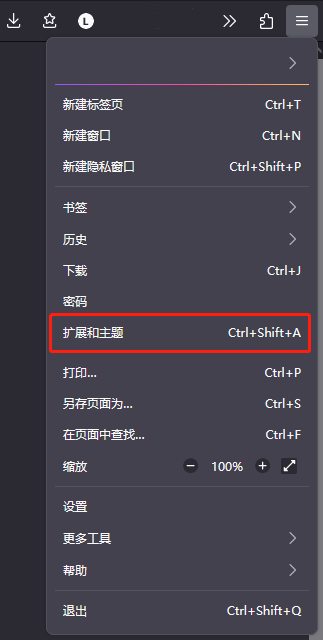 L
新建标签页 Ctrl+T
新建窗口 Ctrl+N
新建隐私窗口 Ctrl+Shift+P
书签
历史
下载 Ctrl+J
密码
扩展和主题 Ctrl+Shift+A
打印... Ctrl+P
另存页面为... Ctrl+S
在页面中查找... Ctrl+F
缩放 100%
设置
更多工具
帮助
退出 Ctrl+Shift+Q